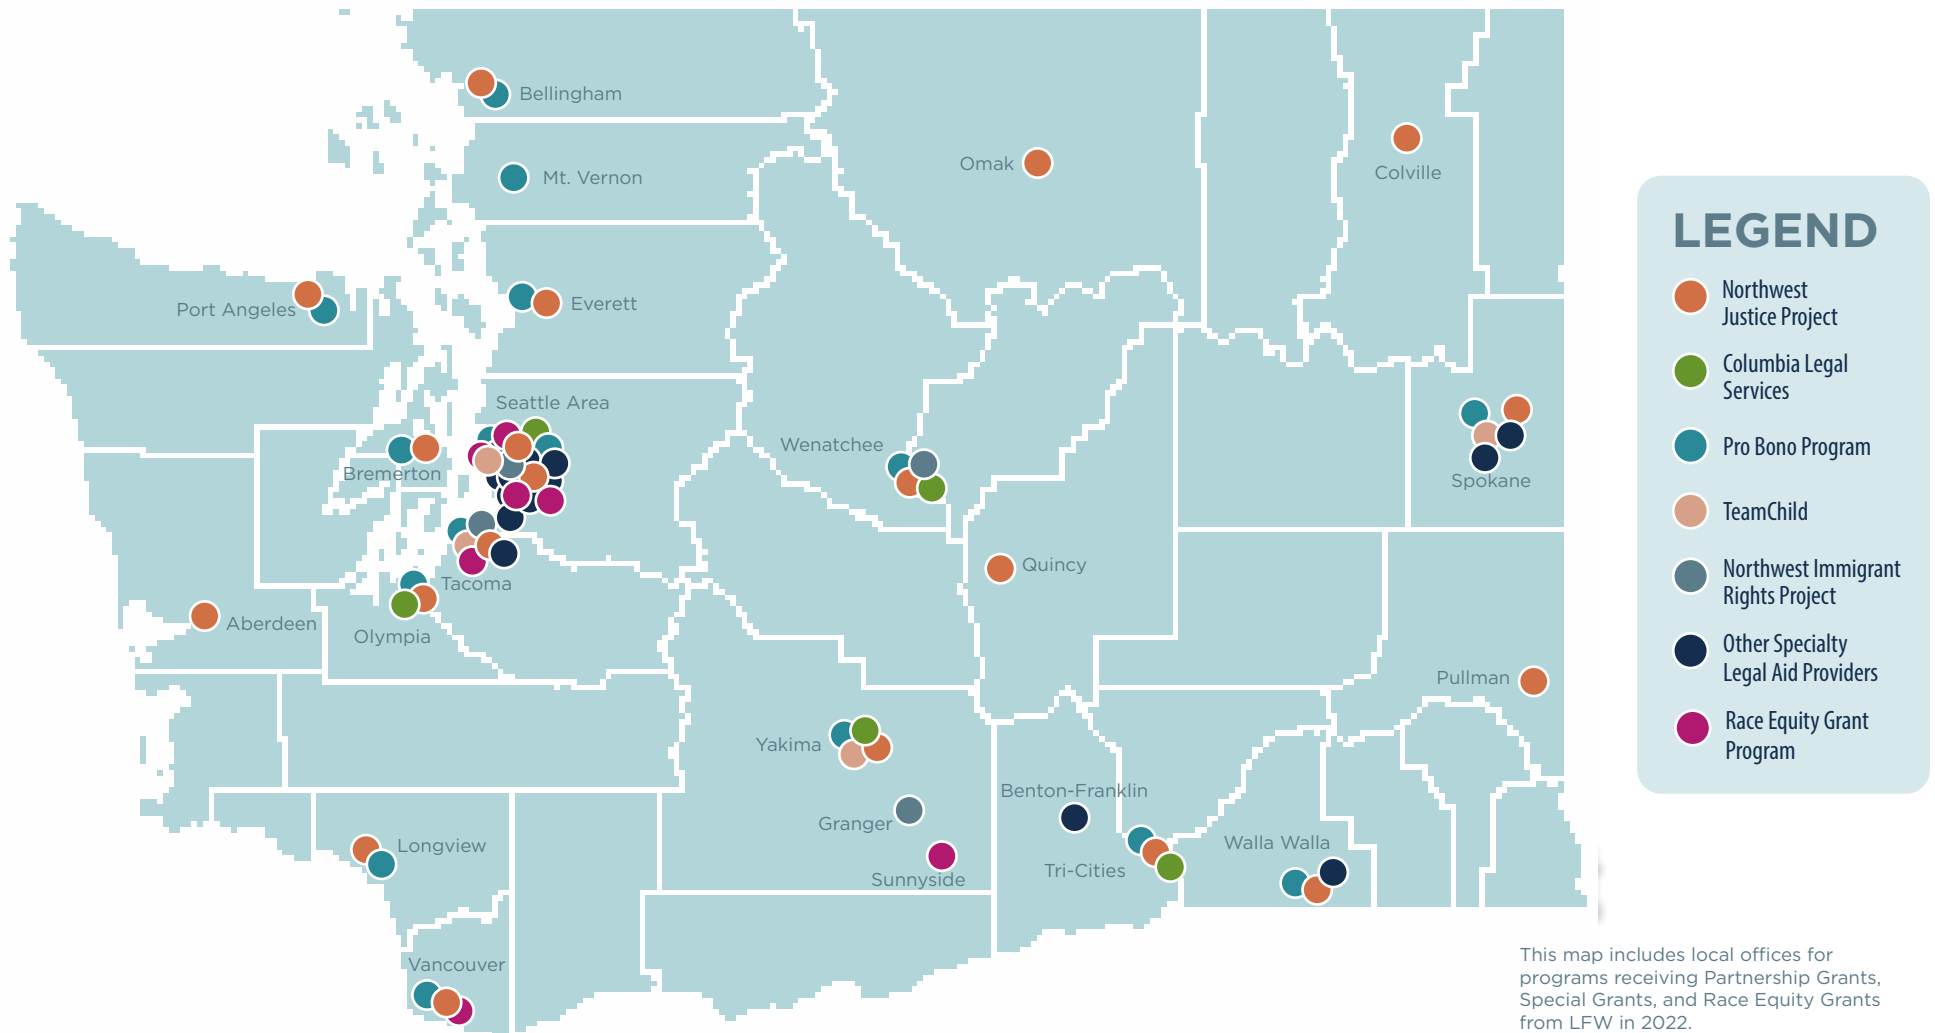 Bellingham
Mt. Vernon
Omak
Colville
Port Angeles
Everett
Seattle Area
Bremerton
Wenatchee
Spokane
Quincy
Tacoma
Aberdeen
Olympia
Pullman
Yakima
Benton-Franklin
Granger
Sunnyside
Tri-Cities
Walla Walla
Longview
Vancouver
LEGEND
Northwest
Justice Project
Columbia Legal
Services
Pro Bono Program
TeamChild
Northwest Immigrant
Rights Project
Other Specialty
Legal Aid Providers
Race Equity Grant
Program
This map includes local offices for
programs receiving Partnership Grants,
Special Grants, and Race Equity Grants
from LFW in 2022.